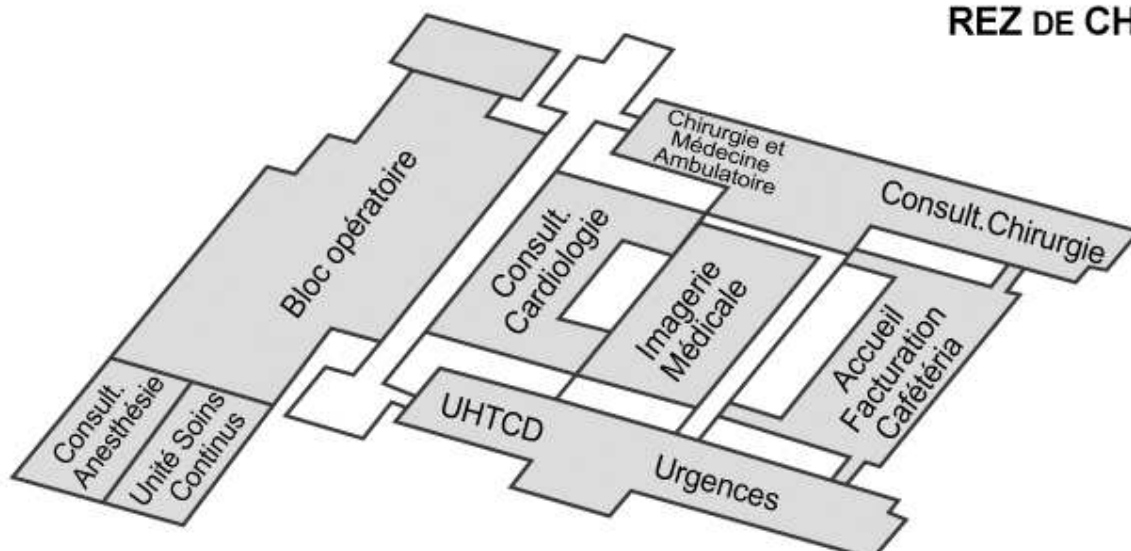 REZ DE CH
Chirurgie et
Médecine
Ambulatoire
Consult.Chirurgie
Bloc opératoire
Consult.
Cardiologie
Imagerie
Médicale
Accueil
Facturation
Cafétéria
Consult.
Anesthésie
Unité Soins
Continus
UHTCD
Urgences